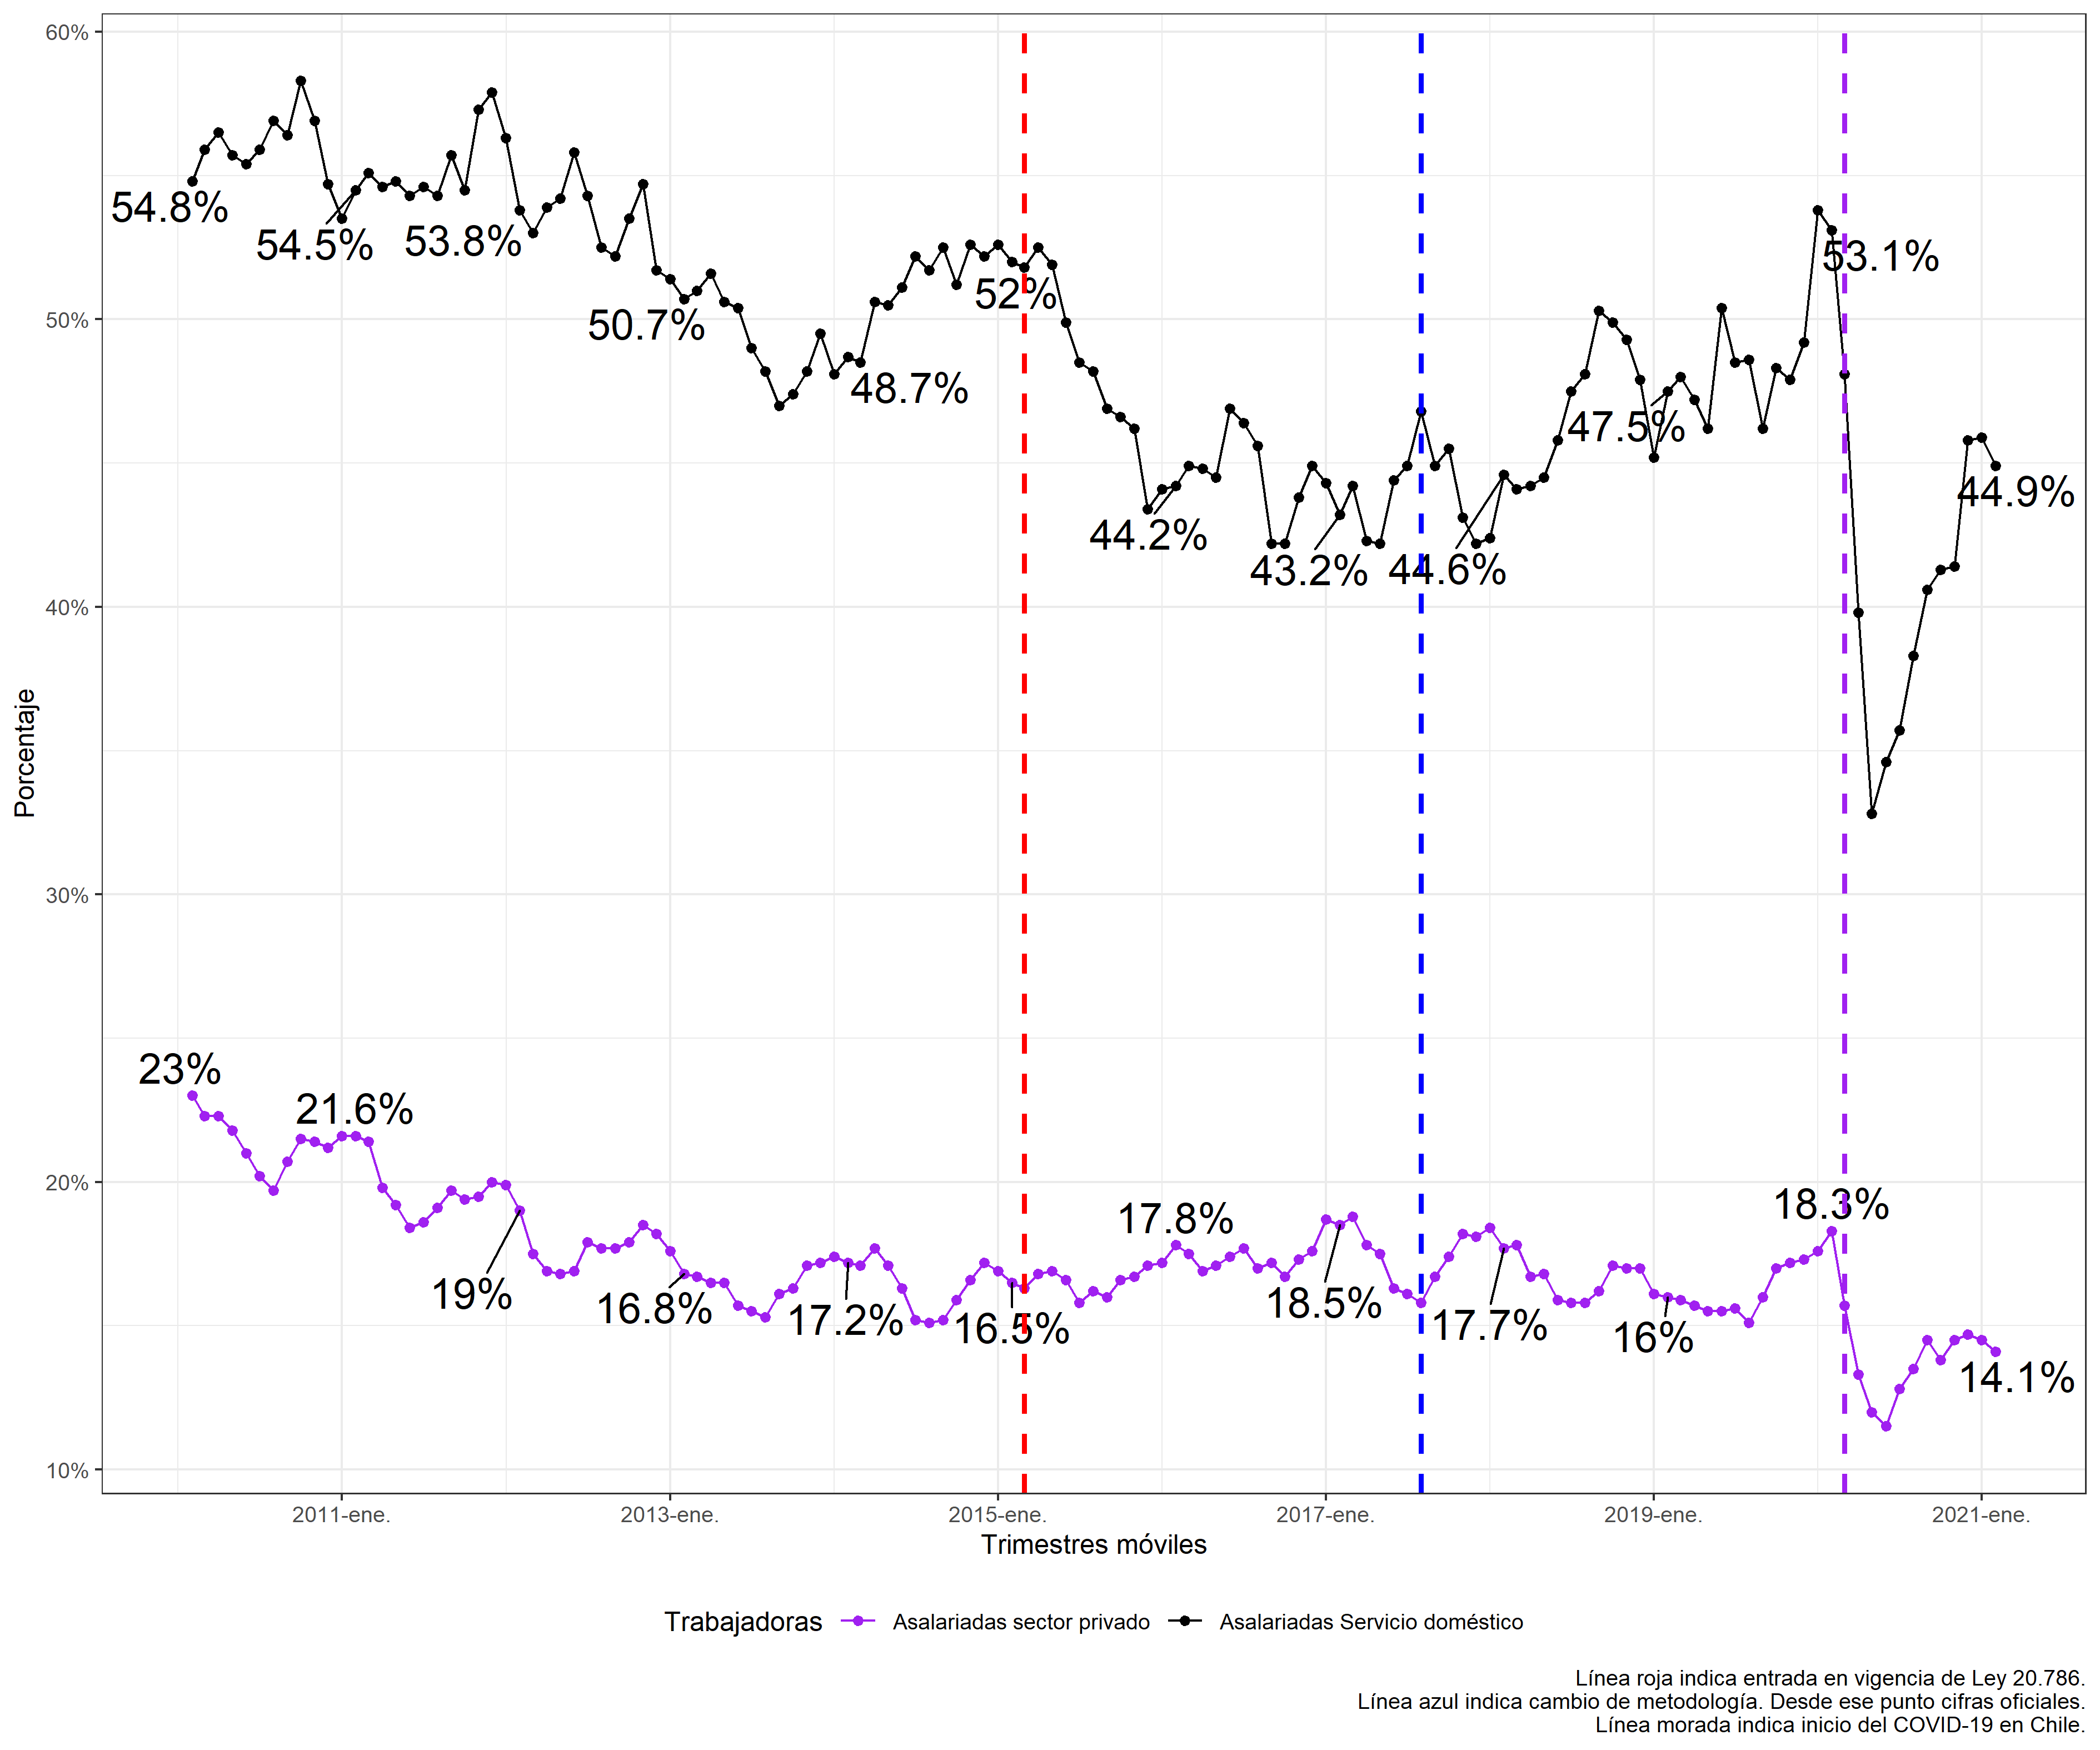 60%
50%
40%
30%
20%
10%
Porcentaje
54.8%
54.5%
53.8%
50.7%
48.7%
52%
44.2%
43.2%
44.6%
47.5%
53.1%
44.9%
23%
21.6%
19%
16.8%
17.2%
16.5%
17.8%
18.5%
17.7%
16%
18.3%
14.1%
2011-ene.
2013-ene.
2015-ene.
2017-ene.
2019-ene.
2021-ene.
Trimestres móviles
Trabajadoras Asalariadas sector privado Asalariadas Servicio doméstico
Línea roja indica entrada en vigencia de Ley 20.786.
Línea azul indica cambio de metodología. Desde ese punto cifras oficiales.
Línea morada indica inicio del COVID-19 en Chile.